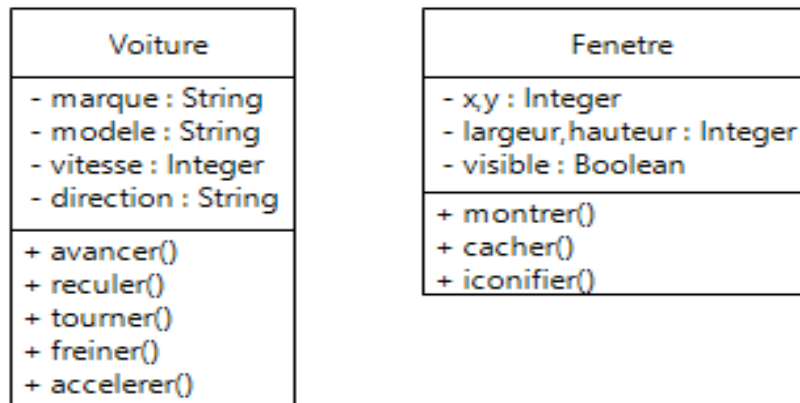 Voiture
- marque : String
- modele : String
- vitesse : Integer
- direction : String
+ avancer()
+ reculer()
+ tourner()
+ freiner()
+ accelerer()
Fenetre
- x,y : Integer
- largeur,hauteur : Integer
- visible : Boolean
+ montrer()
+ cacher()
+ iconifier()